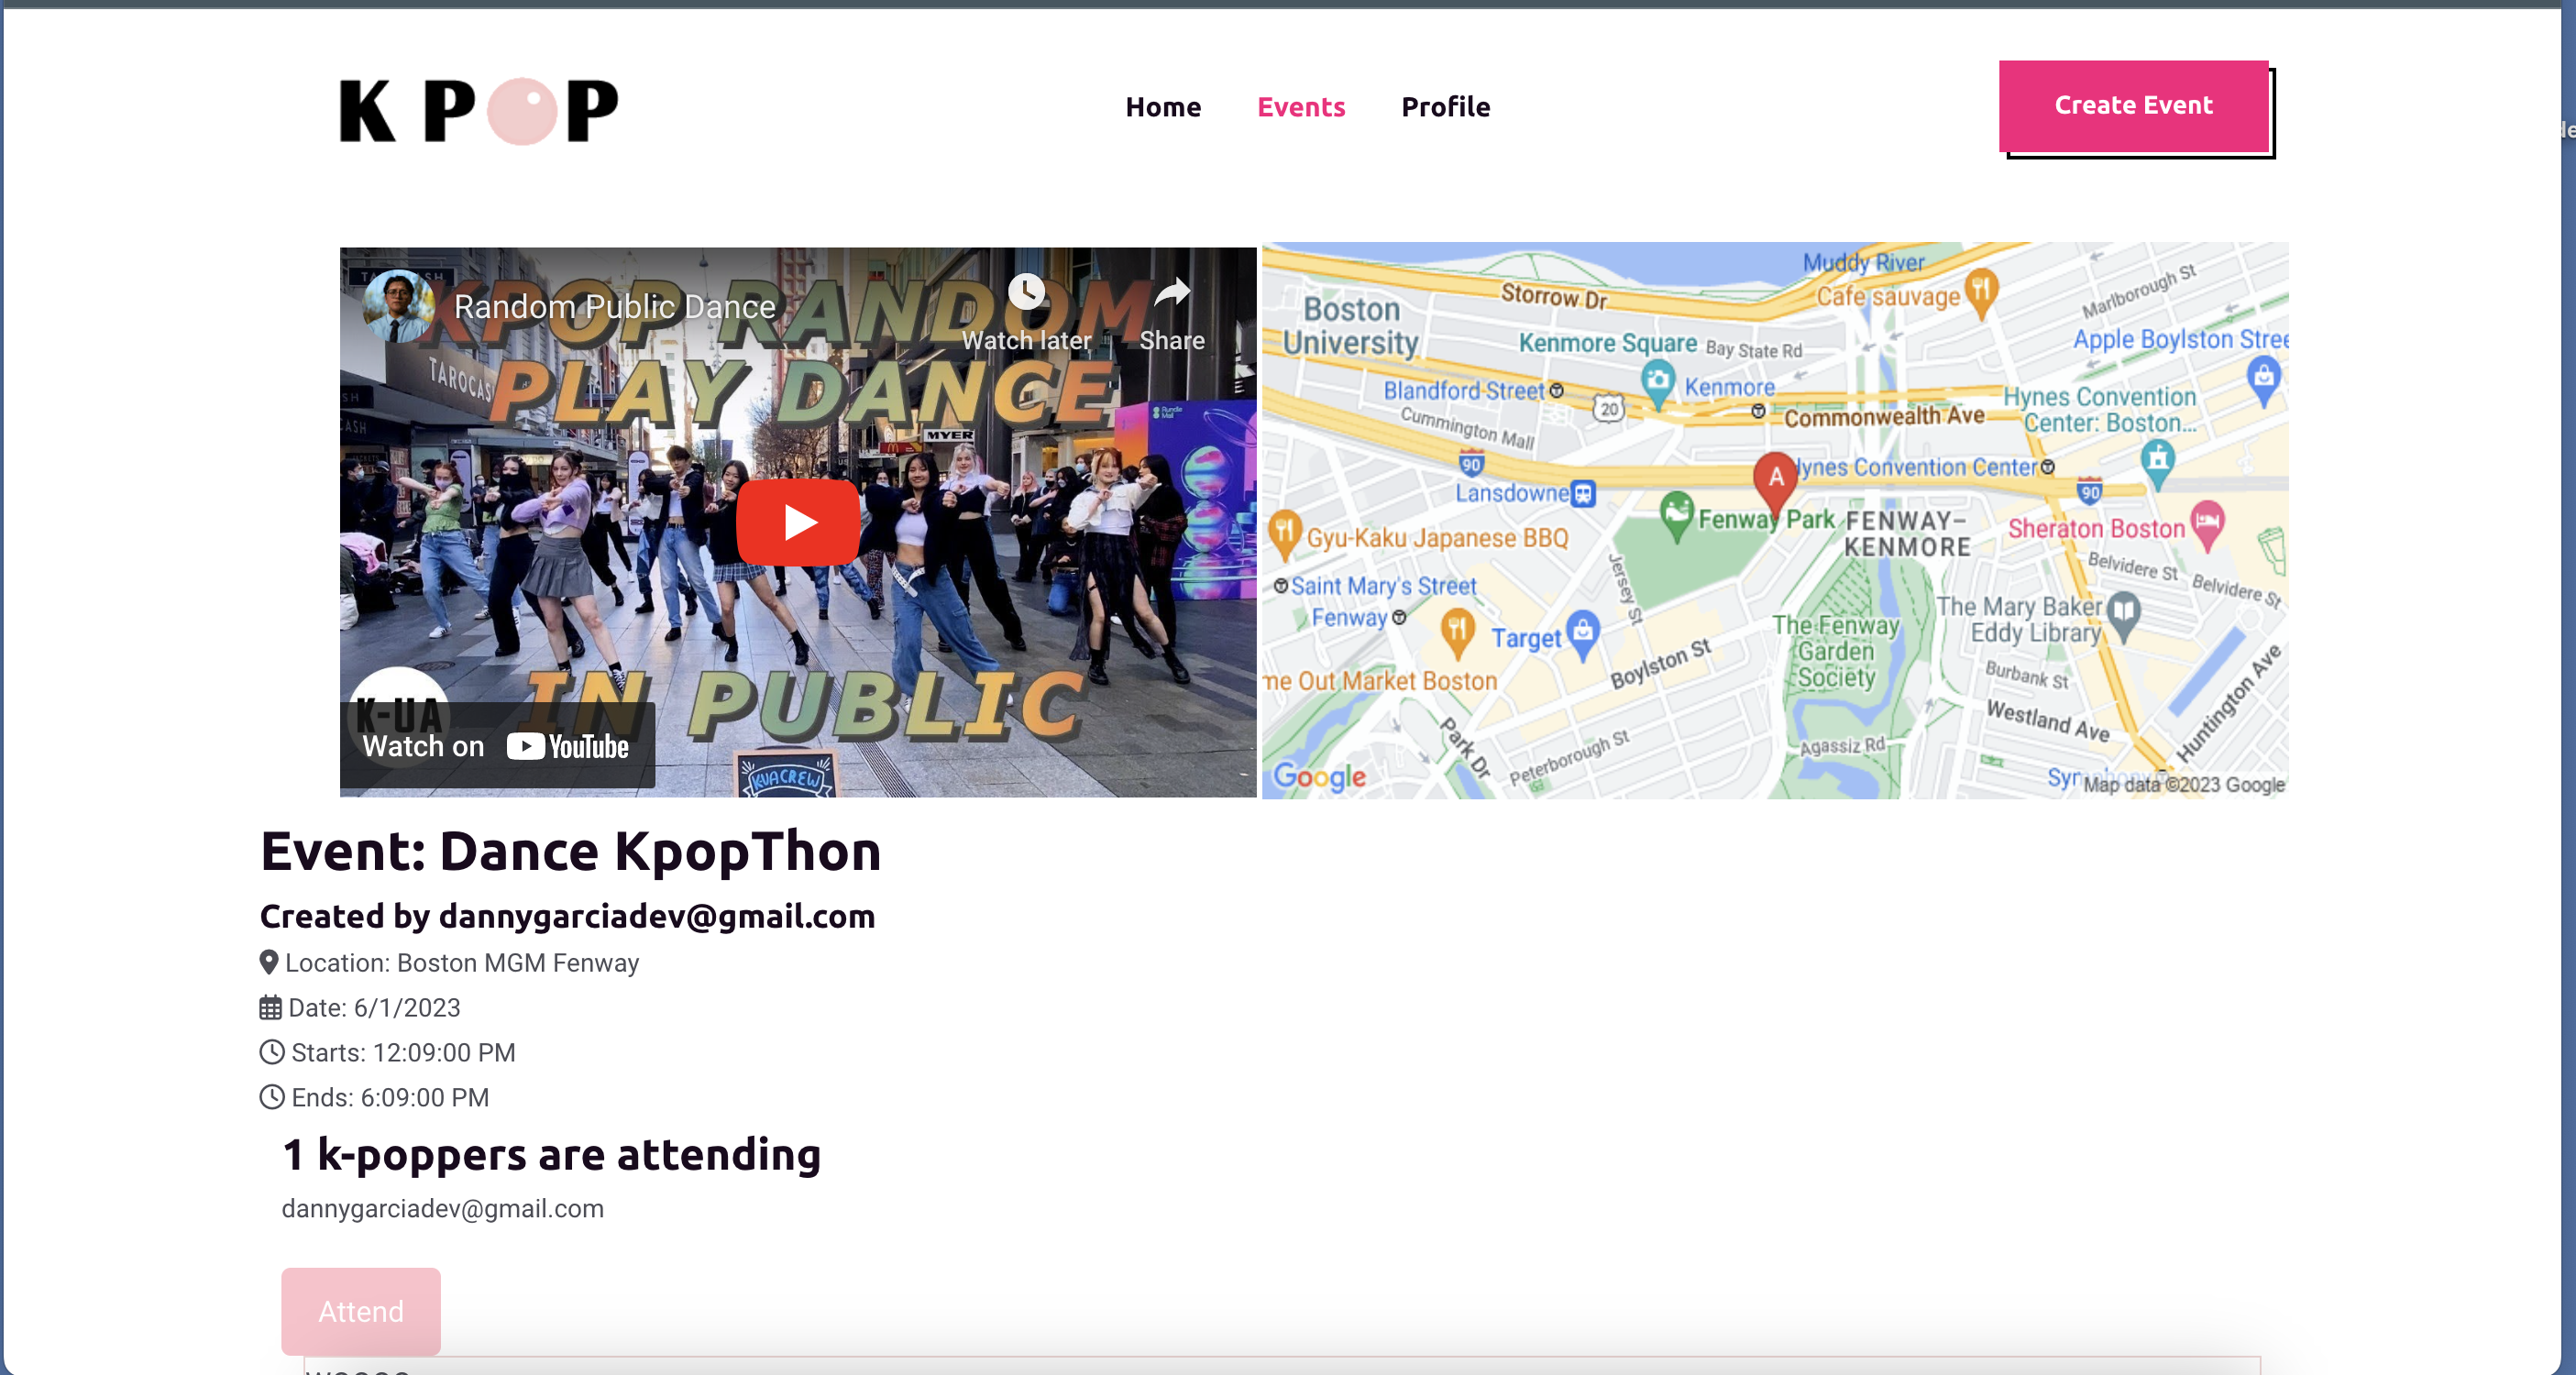 K POP
Home
Events
Profile
Create Event
Random Public Dance
Watch later
Share
KPOP RANDOM
PLAY DANCE
IN PUBLIC
TAROCASH
MYER
Rundle Mall
K-UA
KUACREW
Watch on YouTube
Muddy River
Storrow Dr
Cafe sauvage
Marlborough St
Boston
University
Kenmore Square
Bay State Rd
Apple Boylston Stree
Blandford Street
Kenmore
20
Cummington Mall
Commonwealth Ave
Hynes Convention
Center: Boston...
90
A
Hynes Convention Center
Lansdowne
90
Fenway Park
FENWAY–
KENMORE
Sheraton Boston
Gyu-Kaku Japanese BBQ
Saint Mary's Street
Jersey St
Belvidere St
Belvidere St
Fenway
Target
The Fenway
Garden
Society
The Mary Baker
Eddy Library
me Out Market Boston
Boylston St
Burbank St
Huntington Ave
Park Dr
Peterborough St
Agassiz Rd
Westland Ave
Google
Map data ©2023 Google
Event: Dance KpopThon
Created by dannygarciadev@gmail.com
Location: Boston MGM Fenway
Date: 6/1/2023
Starts: 12:09:00 PM
Ends: 6:09:00 PM
1 k-poppers are attending
dannygarciadev@gmail.com
Attend